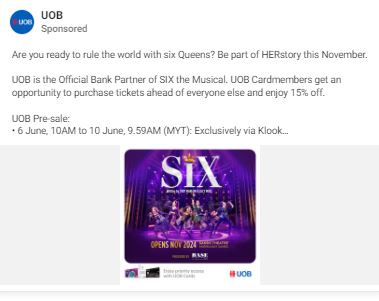 UOB
UOB
Sponsored
Are you ready to rule the world with six Queens? Be part of HERstory this November.
UOB is the Official Bank Partner of SIX the Musical. UOB Cardmembers get an
opportunity to purchase tickets ahead of everyone else and enjoy 15% off.
UOB Pre-sale:
• 6 June, 10AM to 10 June, 9.59AM (MYT): Exclusively via Klook...
SIX
OPENS NOV 2024
SANDS THEATRE
BASE
Enjoy priority access
with UOB Cards
UOB